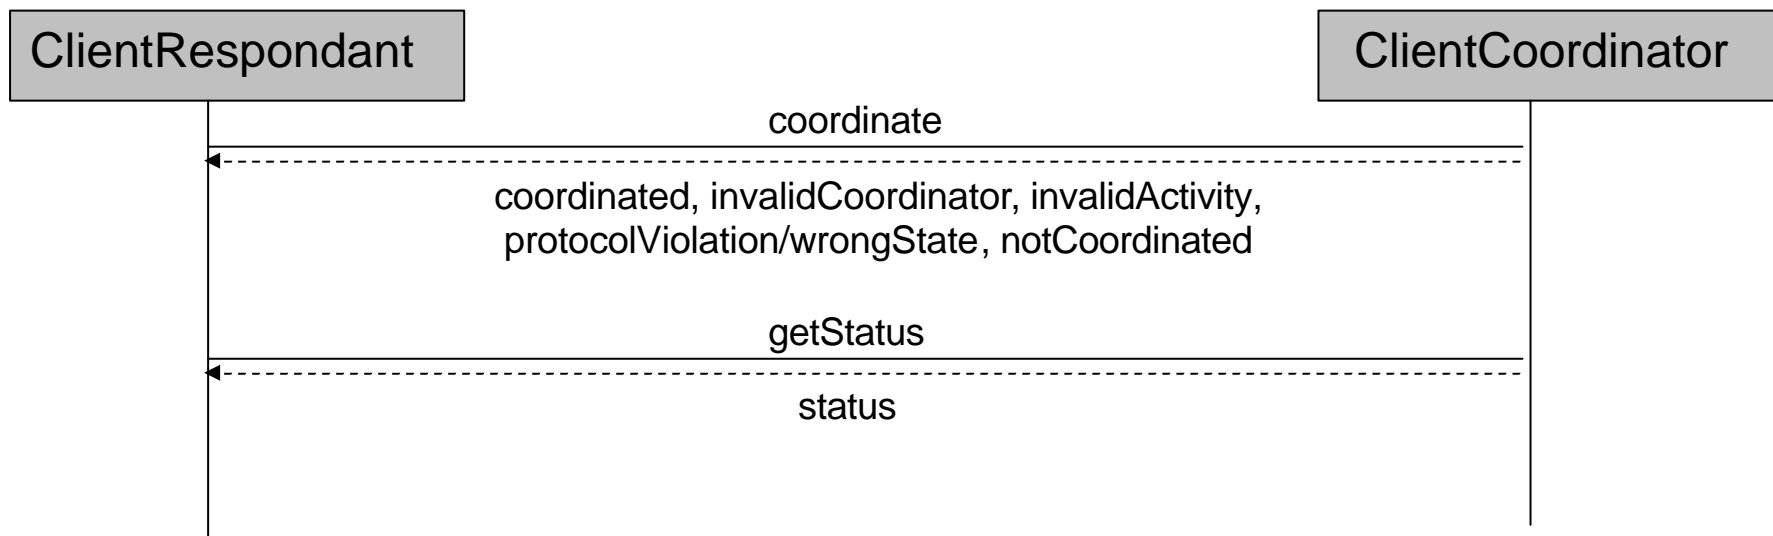 ClientRespondant
ClientCoordinator
coordinate
coordinated, invalidCoordinator, invalidActivity,
protocolViolation/wrongState, notCoordinated
getStatus
status